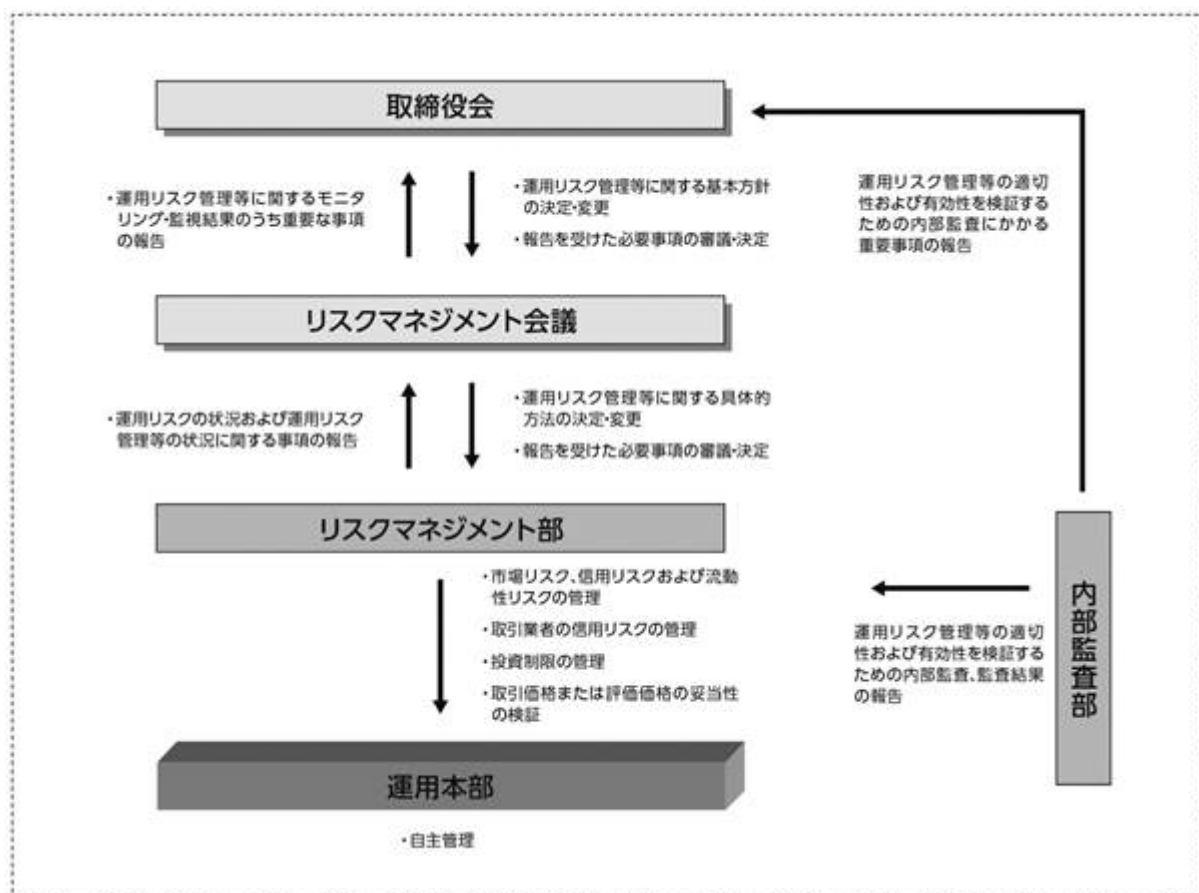 取締役会
・運用リスク管理等に関するモニタ
リング・監視結果のうち重要な事項
の報告
・運用リスク管理等に関する基本方針
の決定・変更
・報告を受けた必要事項の審議・決定
運用リスク管理等の適切
性および有効性を検証する
ための内部監査にかかる
重要事項の報告
リスクマネジメント会議
・運用リスクの状況および運用リスク
管理等の状況に関する事項の報告
・運用リスク管理等に関する具体的
方法の決定・変更
・報告を受けた必要事項の審議・決定
リスクマネジメント部
・市場リスク、信用リスクおよび流動
性リスクの管理
・取引業者の信用リスクの管理
・投資制限の管理
・取引価格または評価価格の妥当性
の検証
運用リスク管理等の適切
性および有効性を検証する
ための内部監査、監査結果
の報告
内部監査部
運用本部
・自主管理